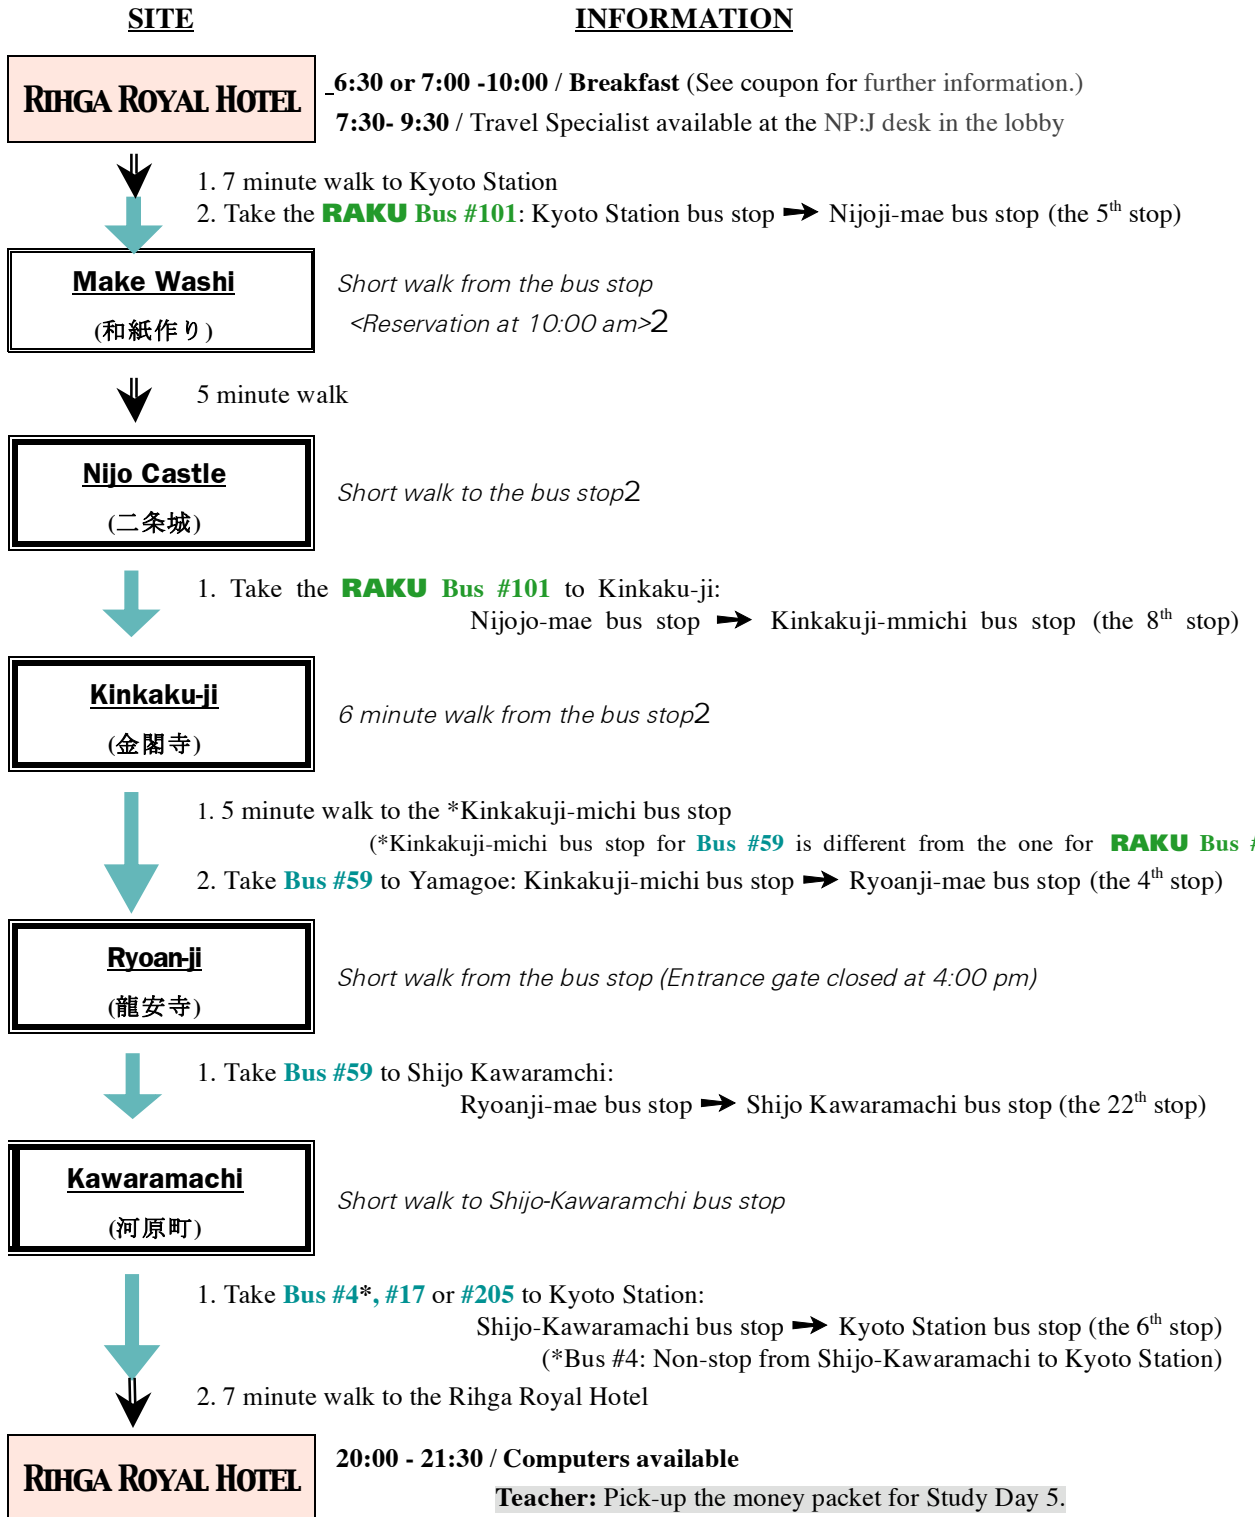 SITE INFORMATION
RIHGA ROYAL HOTEL
6:30 or 7:00 -10:00 / Breakfast (See coupon for further information.)
7:30- 9:30 / Travel Specialist available at the NP:J desk in the lobby
1. 7 minute walk to Kyoto Station
2. Take the RAKU Bus #101: Kyoto Station bus stop → Nijoji-mae bus stop (the 5th stop)
Make Washi
(和紙作り)
Short walk from the bus stop
<Reservation at 10:00 am>2
5 minute walk
Nijo Castle
(二条城)
Short walk to the bus stop2
1. Take the RAKU Bus #101 to Kinkaku-ji:
Nijojo-mae bus stop → Kinkakuji-mmichi bus stop (the 8th stop)
Kinkaku-ji
(金閣寺)
6 minute walk from the bus stop2
1. 5 minute walk to the *Kinkakuji-michi bus stop
(*Kinkakuji-michi bus stop for Bus #59 is different from the one for RAKU Bus #
2. Take Bus #59 to Yamagoe: Kinkakuji-michi bus stop → Ryoanji-mae bus stop (the 4th stop)
Ryoan-ji
(龍安寺)
Short walk from the bus stop (Entrance gate closed at 4:00 pm)
1. Take Bus #59 to Shijo Kawaramchi:
Ryoanji-mae bus stop → Shijo Kawaramachi bus stop (the 22th stop)
Kawaramachi
(河原町)
Short walk to Shijo-Kawaramchi bus stop
1. Take Bus #4*, #17 or #205 to Kyoto Station:
Shijo-Kawaramachi bus stop → Kyoto Station bus stop (the 6th stop)
(*Bus #4: Non-stop from Shijo-Kawaramachi to Kyoto Station)
2. 7 minute walk to the Rihga Royal Hotel
RIHGA ROYAL HOTEL
20:00 - 21:30 / Computers available
Teacher: Pick-up the money packet for Study Day 5.